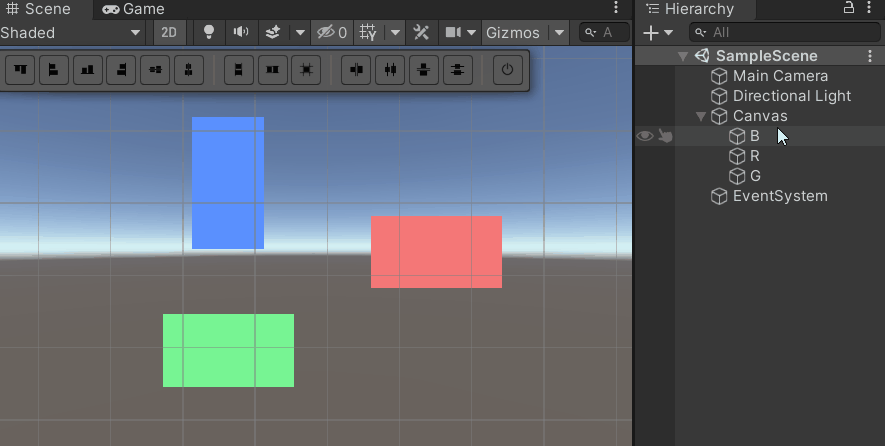 Scene Game
Shaded 2D 0 Gizmos A
Hierarchy
All
SampleScene
Main Camera
Directional Light
Canvas
B
R
G
EventSystem